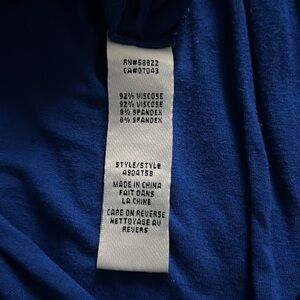 RN#58822
CA#07043
92% VISCOSE
92% VISCOSE
8% SPANDEX
8% SPANDEX
STYLE/STYLE
4904758
MADE IN CHINA
FAIT DANS
LA CHINE
CARE ON REVERSE
NETTOYAGE AU
REVERS